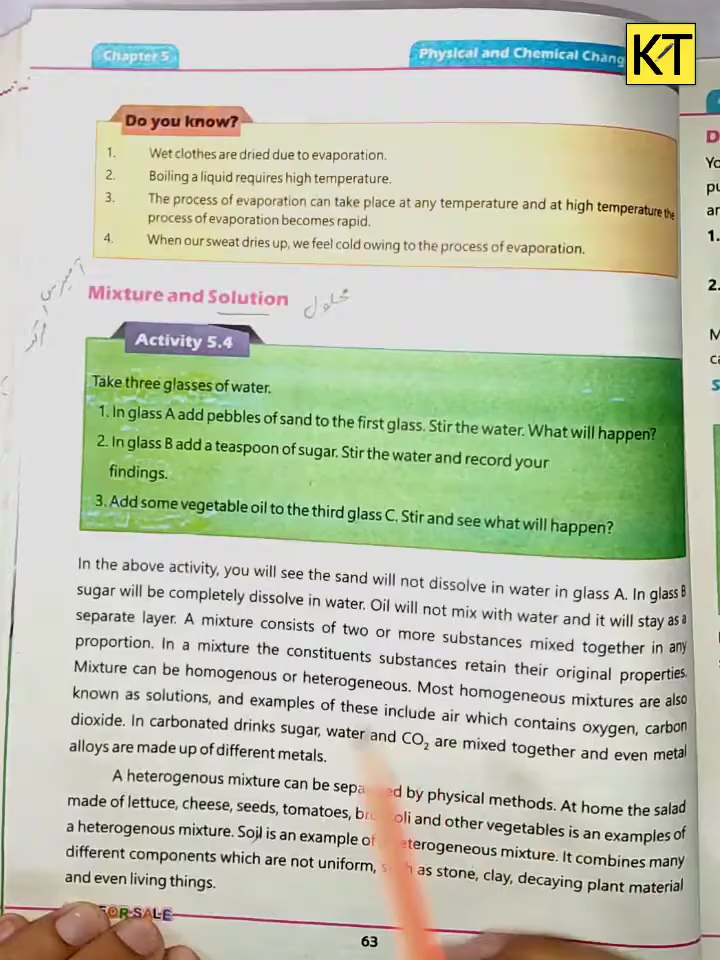 KT
Chapter 5
Physical and Chemical Chang
Do you know?
1. Wet clothes are dried due to evaporation.
2. Boiling a liquid requires high temperature.
3. The process of evaporation can take place at any temperature and at high temperature the
process of evaporation becomes rapid.
4. When our sweat dries up, we feel cold owing to the process of evaporation.
Mixture and Solution محلول
آمیزش
Activity 5.4
Take three glasses of water.
1. In glass A add pebbles of sand to the first glass. Stir the water. What will happen?
2. In glass B add a teaspoon of sugar. Stir the water and record your
findings.
3. Add some vegetable oil to the third glass C. Stir and see what will happen?
In the above activity, you will see the sand will not dissolve in water in glass A. In glass B
sugar will be completely dissolve in water. Oil will not mix with water and it will stay as a
separate layer. A mixture consists of two or more substances mixed together in any
proportion. In a mixture the constituents substances retain their original properties.
Mixture can be homogenous or heterogeneous. Most homogeneous mixtures are also
known as solutions, and examples of these include air which contains oxygen, carbon
dioxide. In carbonated drinks sugar, water and CO₂ are mixed together and even metal
alloys are made up of different metals.
A heterogenous mixture can be by physical methods. At home the salad
made of lettuce, cheese, seeds, tomatoes, and other vegetables is an examples of
a heterogenous mixture. Soil is an example of heterogeneous mixture. It combines many
different components which are not uniform, as stone, clay, decaying plant material
and even living things.
FOR SALE
63
D
Yo
pu
ar
1.
2.
M
ca
S